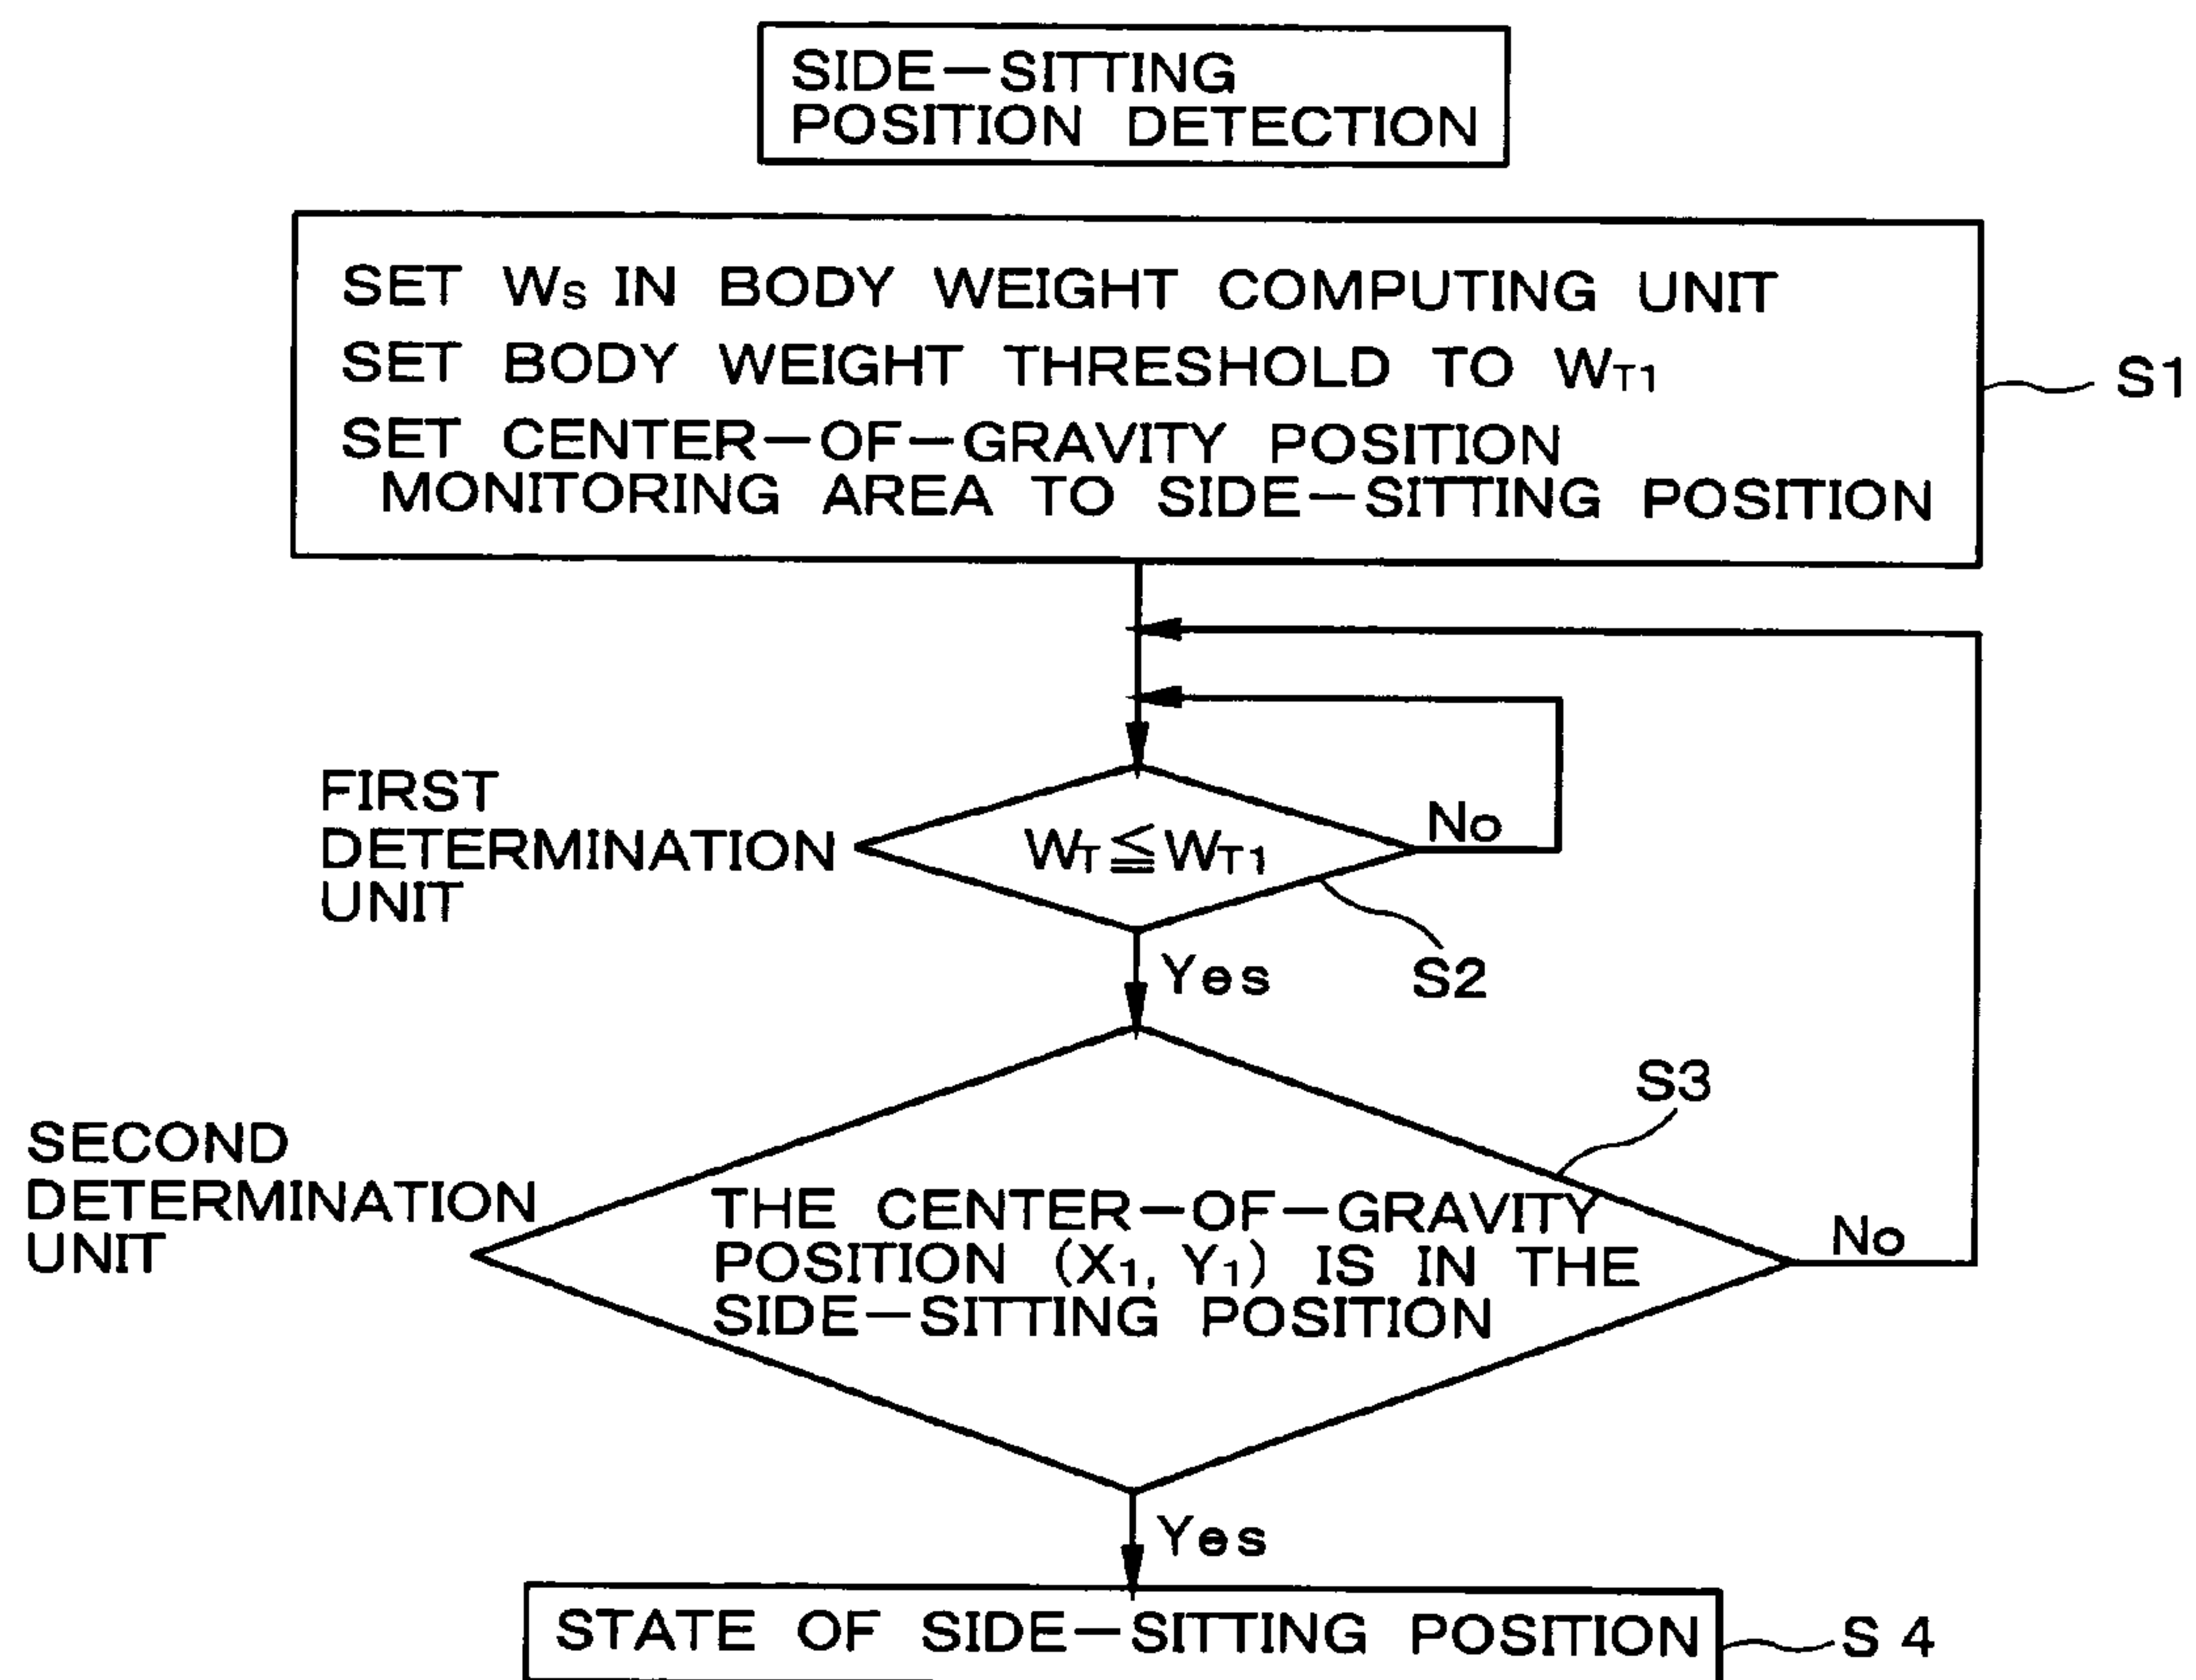 SIDE—SITTING
POSITION DETECTION
SET WS IN BODY WEIGHT COMPUTING UNIT
SET BODY WEIGHT THRESHOLD TO WT1
SET CENTER—OF—GRAVITY POSITION
MONITORING AREA TO SIDE—SITTING POSITION
S1
FIRST
DETERMINATION
UNIT
WT≦WT1
No
S2
Yes
S3
SECOND
DETERMINATION
UNIT
THE CENTER—OF—GRAVITY
POSITION (X1, Y1) IS IN THE
SIDE—SITTING POSITION
No
Yes
STATE OF SIDE—SITTING POSITION
S 4